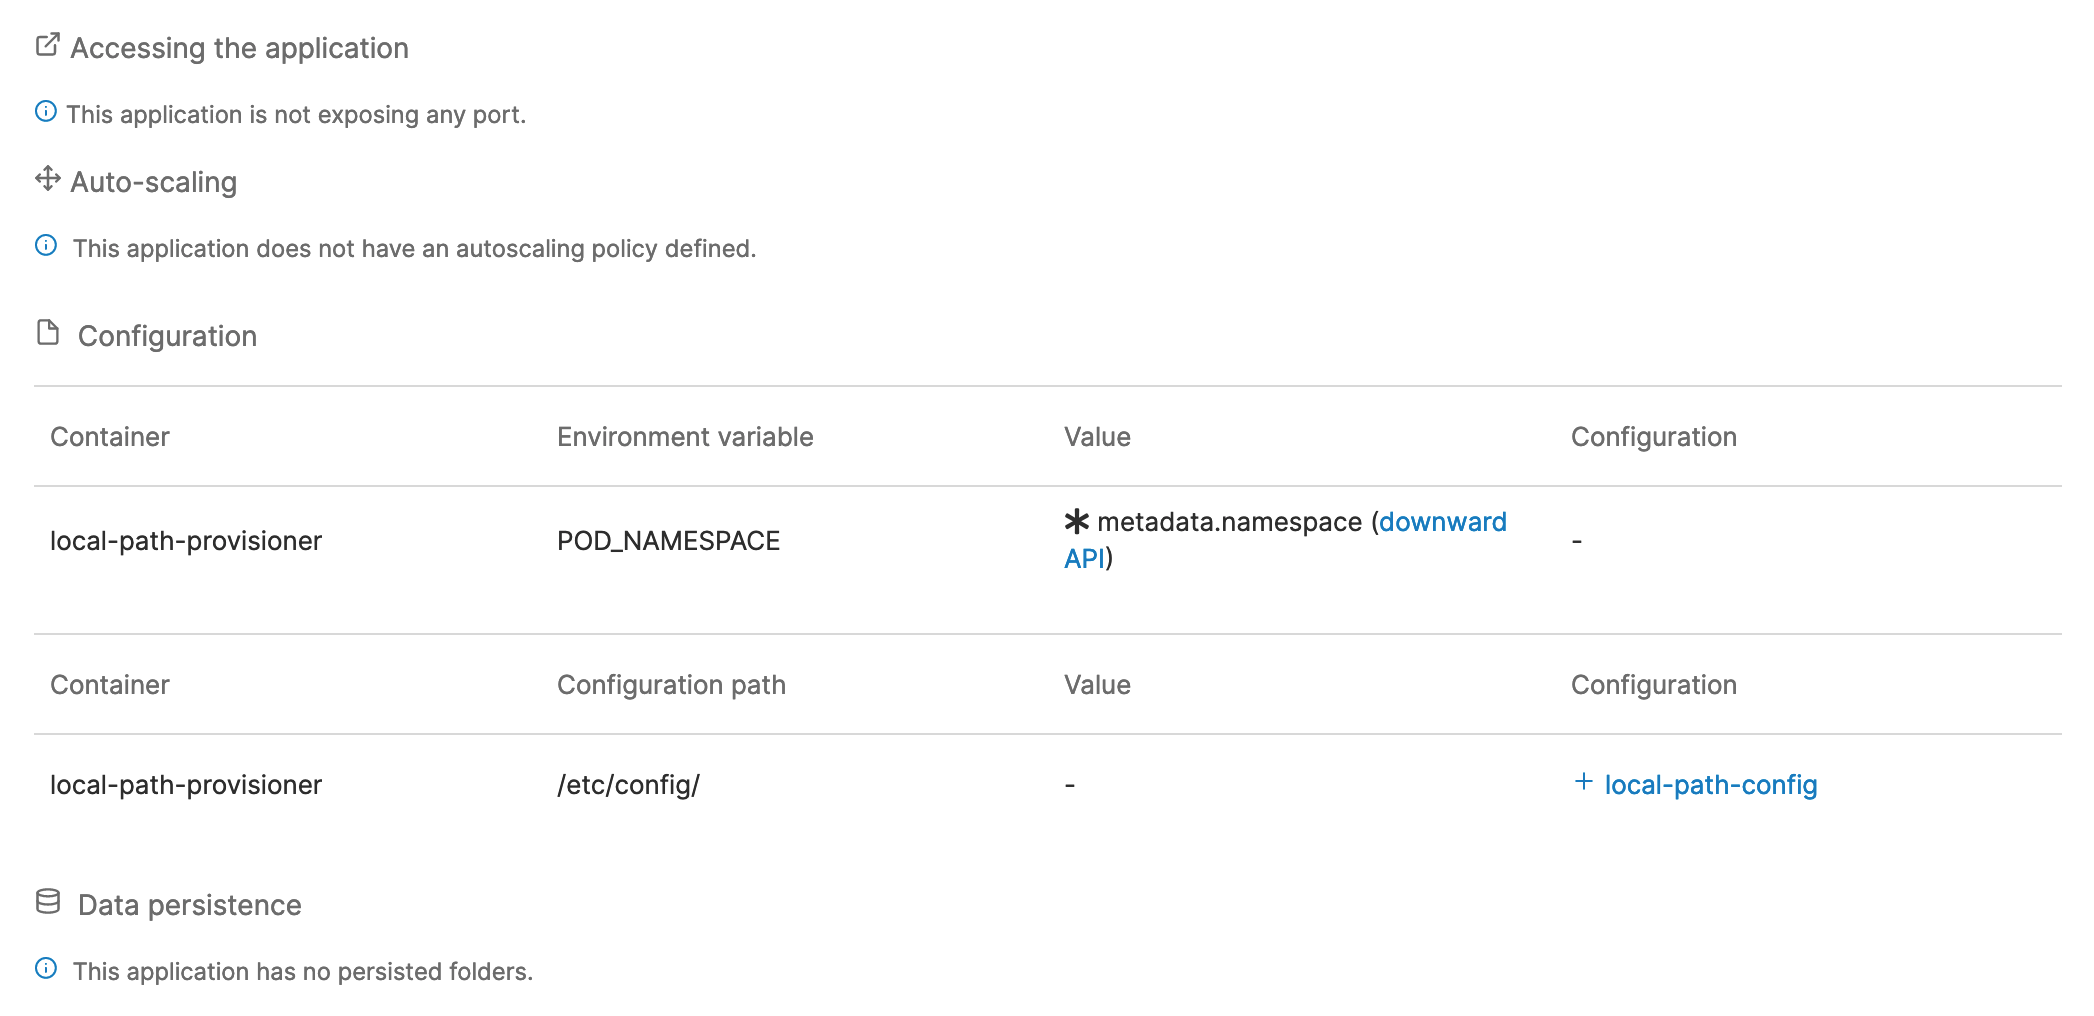 Accessing the application
This application is not exposing any port.
Auto-scaling
This application does not have an autoscaling policy defined.
Configuration
Container Environment variable Value Configuration
local-path-provisioner POD_NAMESPACE * metadata.namespace (downward API) -
Container Configuration path Value Configuration
local-path-provisioner /etc/config/ - + local-path-config
Data persistence
This application has no persisted folders.